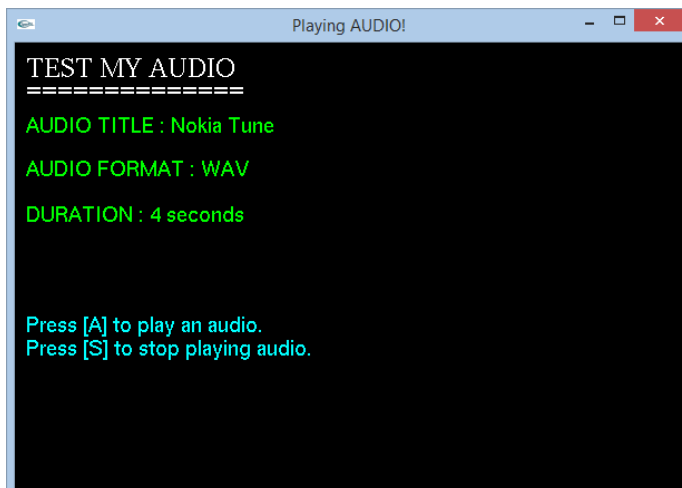 Playing AUDIO!
TEST MY AUDIO
==============
AUDIO TITLE : Nokia Tune
AUDIO FORMAT : WAV
DURATION : 4 seconds
Press [A] to play an audio.
Press [S] to stop playing audio.